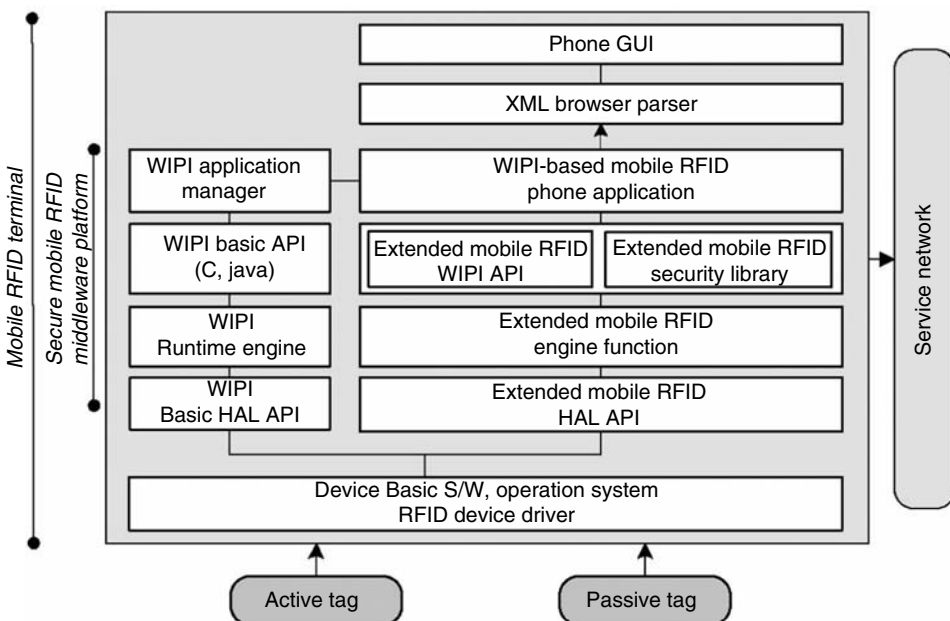 Phone GUI
XML browser parser
WIPI application
manager
WIPI-based mobile RFID
phone application
WIPI basic API
(C, java)
Extended mobile RFID
WIPI API
Extended mobile RFID
security library
WIPI
Runtime engine
Extended mobile RFID
engine function
WIPI
Basic HAL API
Extended mobile RFID
HAL API
Device Basic S/W, operation system
RFID device driver
Active tag
Passive tag
Mobile RFID terminal
Secure mobile RFID
middleware platform
Service network